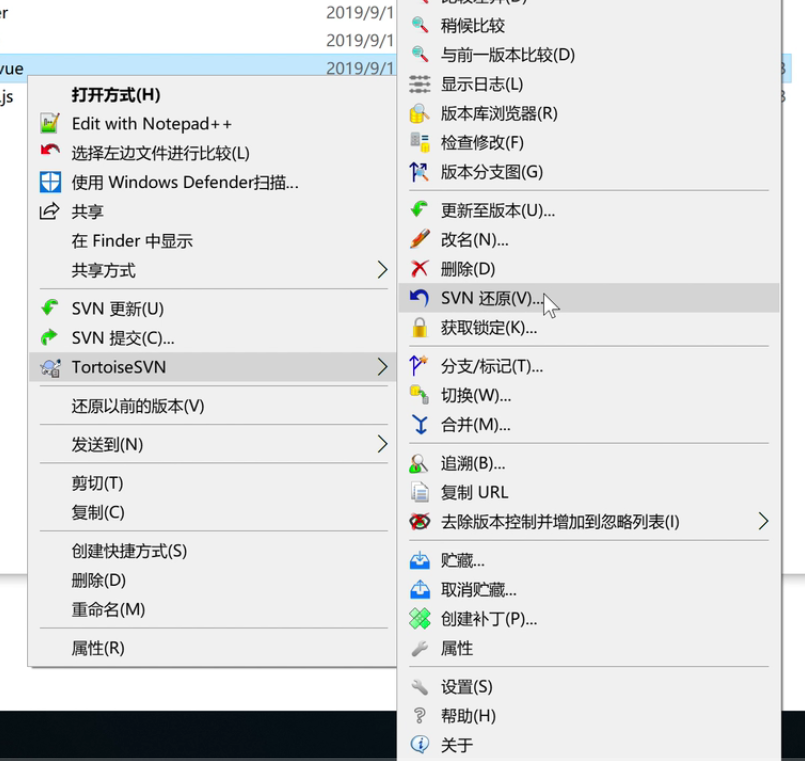 er
2019/9/1
2019/9/1
vue
2019/9/1
js
打开方式(H)
Edit with Notepad++
选择左边文件进行比较(L)
使用 Windows Defender扫描...
共享
在 Finder 中显示
共享方式
SVN 更新(U)
SVN 提交(C)...
TortoiseSVN
还原以前的版本(V)
发送到(N)
剪切(T)
复制(C)
创建快捷方式(S)
删除(D)
重命名(M)
属性(R)
比较差异(D)
稍候比较
与前一版本比较(D)
显示日志(L)
版本库浏览器(R)
检查修改(F)
版本分支图(G)
更新至版本(U)...
改名(N)...
删除(D)
SVN 还原(V)...
获取锁定(K)...
分支/标记(T)...
切换(W)...
合并(M)...
追溯(B)...
复制 URL
去除版本控制并增加到忽略列表(I)
贮藏...
取消贮藏...
创建补丁(P)...
属性
设置(S)
帮助(H)
关于